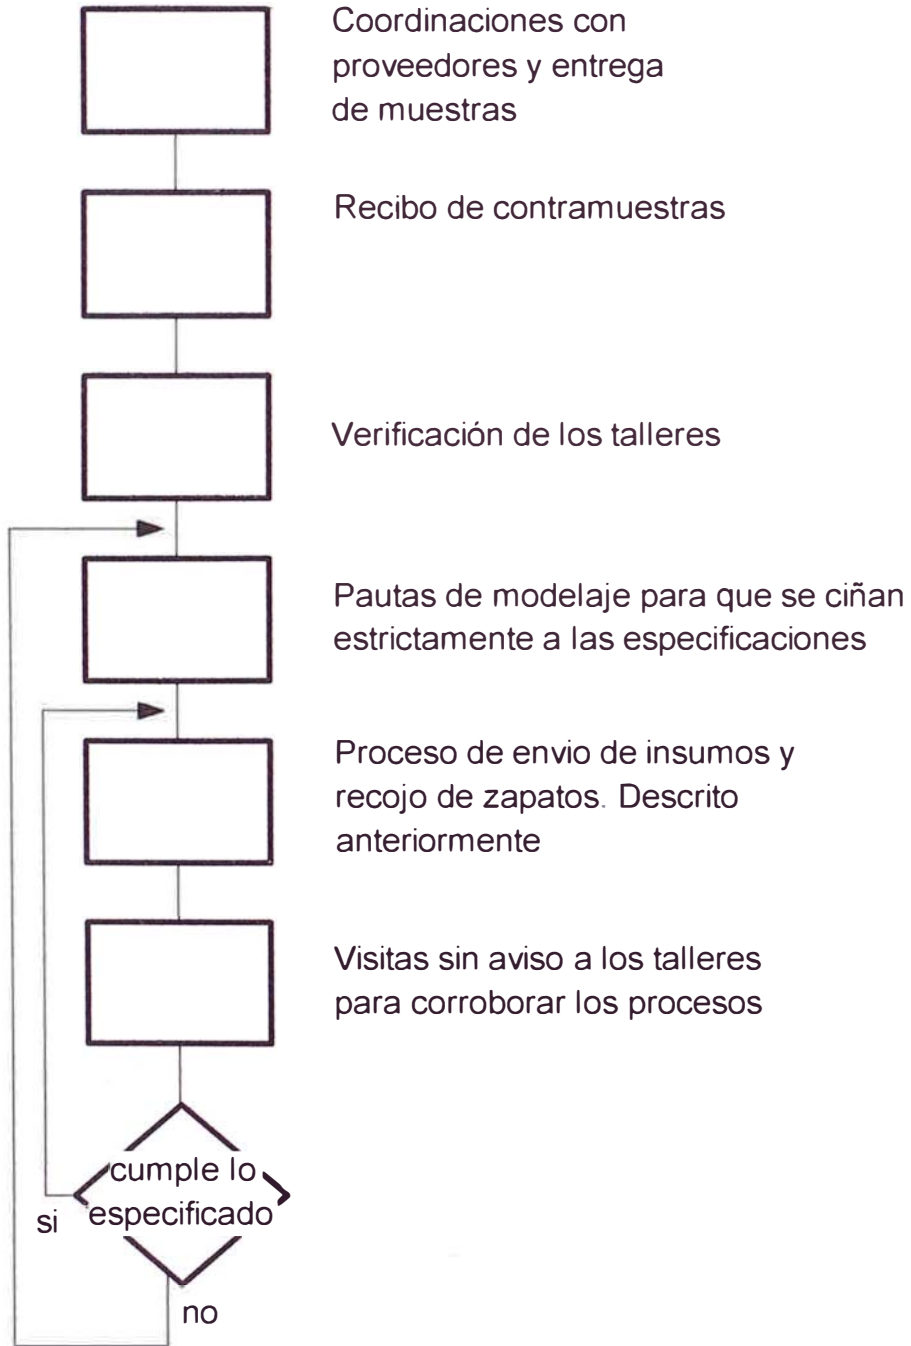 Coordinaciones con
proveedores y entrega
de muestras
Recibo de contramuestras
Verificación de los talleres
Pautas de modelaje para que se ciñan
estrictamente a las especificaciones
Proceso de envio de insumos y
recojo de zapatos. Descrito
anteriormente
Visitas sin aviso a los talleres
para corroborar los procesos
cumple lo
especificado
si
no